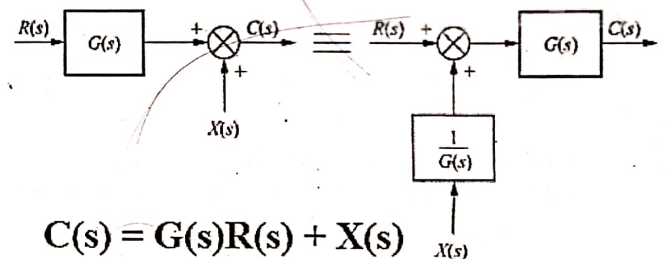 R(s) G(s) + C(s) ≡ R(s) + G(s) C(s)
+ +
X(s)
1
G(s)
C(s) = G(s)R(s) + X(s) X(s)